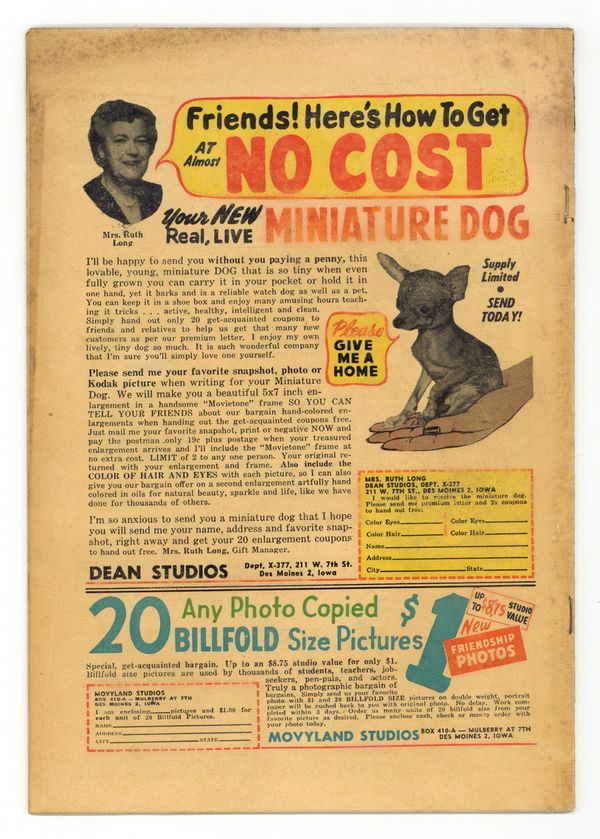 Friends! Here's How To Get
AT
Almost
NO COST
Mrs. Ruth
Long
Your NEW
Real, LIVE
MINIATURE DOG
I'll be happy to send you without you paying a penny, this
lovable, young, miniature DOG that is so tiny when even
fully grown you can carry it in your pocket or hold it in
one hand, yet it barks and is a reliable watch dog as well as a pet.
You can keep it in a shoe box and enjoy many amusing hours teach-
ing it tricks . . . active, healthy, intelligent and clean.
Simply hand out only 20 get-acquainted coupons to
friends and relatives to help us get that many new
customers as per our premium letter. I enjoy my own
lively, tiny dog so much. It is such wonderful company
that I'm sure you'll simply love one yourself.
Supply
Limited
•
SEND
TODAY!
Please
GIVE
ME A
HOME
Please send me your favorite snapshot, photo or
Kodak picture when writing for your Miniature
Dog. We will make you a beautiful 5x7 inch en-
largement in a handsome "Movietone" frame SO YOU CAN
TELL YOUR FRIENDS about our bargain hand-colored en-
largements when handing out the get-acquainted coupons free.
Just mail me your favorite snapshot, print or negative NOW and
pay the postman only 19c plus postage when your treasured
enlargement arrives and I'll include the "Movietone" frame at
no extra cost. LIMIT of 2 to any one person. Your original re-
turned with your enlargement and frame. Also include the
COLOR OF HAIR AND EYES with each picture, so I can also
give you our bargain offer on a second enlargement artfully hand
colored in oils for natural beauty, sparkle and life, like we have
done for thousands of others.
I'm so anxious to send you a miniature dog that I hope
you will send me your name, address and favorite snap-
shot, right away and get your 20 enlargement coupons
to hand out free. Mrs. Ruth Long, Gift Manager.
DEAN STUDIOS
Dept. X-377, 211 W. 7th St.
Des Moines 2, Iowa
MRS. RUTH LONG
DEAN STUDIOS, DEPT. X-377
211 W. 7TH ST., DES MOINES 2, IOWA
I would like to receive the miniature dog.
Please send me premium letter and 20 coupons
to hand out free.
Color Eyes Color Eyes
Color Hair Color Hair
Name
Address
City State
20 Any Photo Copied
BILLFOLD Size Pictures
$1
UP
TO $8.75 STUDIO
VALUE
New
FRIENDSHIP
PHOTOS
Special, get-acquainted bargain. Up to an $8.75 studio value for only $1.
Billfold size pictures are used by thousands of students, teachers, job-
seekers, pen-pals, and actors.
Truly a photographic bargain of
bargains. Simply send us your favorite
photo with $1 and 20 BILLFOLD SIZE pictures on double weight, portrait
paper will be rushed back to you with original photo. No delay. Work com-
pleted within 3 days. Order as many units of 20 billfold size from your
favorite picture as desired. Please enclose cash, check or money order with
your photo today.
MOVYLAND STUDIOS
BOX 410-A — MULBERRY AT 7TH
DES MOINES 2, IOWA
MOVYLAND STUDIOS
BOX 410-A — MULBERRY AT 7TH
DES MOINES 2, IOWA
I am enclosing pictures and $1.00 for
each unit of 20 Billfold Pictures.
NAME
ADDRESS
CITY STATE